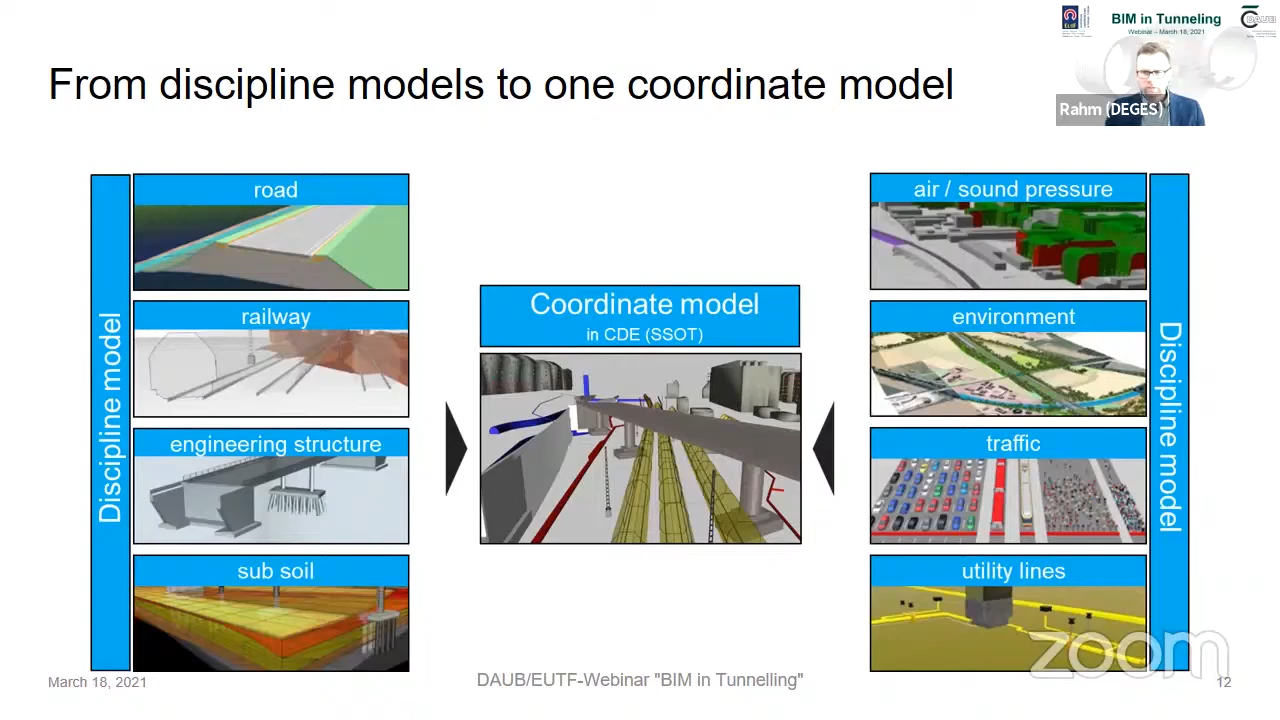 BIM in Tunneling
Webinar – March 18, 2021
EUTF
DAUB
From discipline models to one coordinate model
Rahm (DEGES)
Discipline model
road
railway
engineering structure
sub soil
Coordinate model
in CDE (SSOT)
air / sound pressure
environment
traffic
utility lines
Discipline model
zoom
March 18, 2021
DAUB/EUTF-Webinar "BIM in Tunnelling"
12